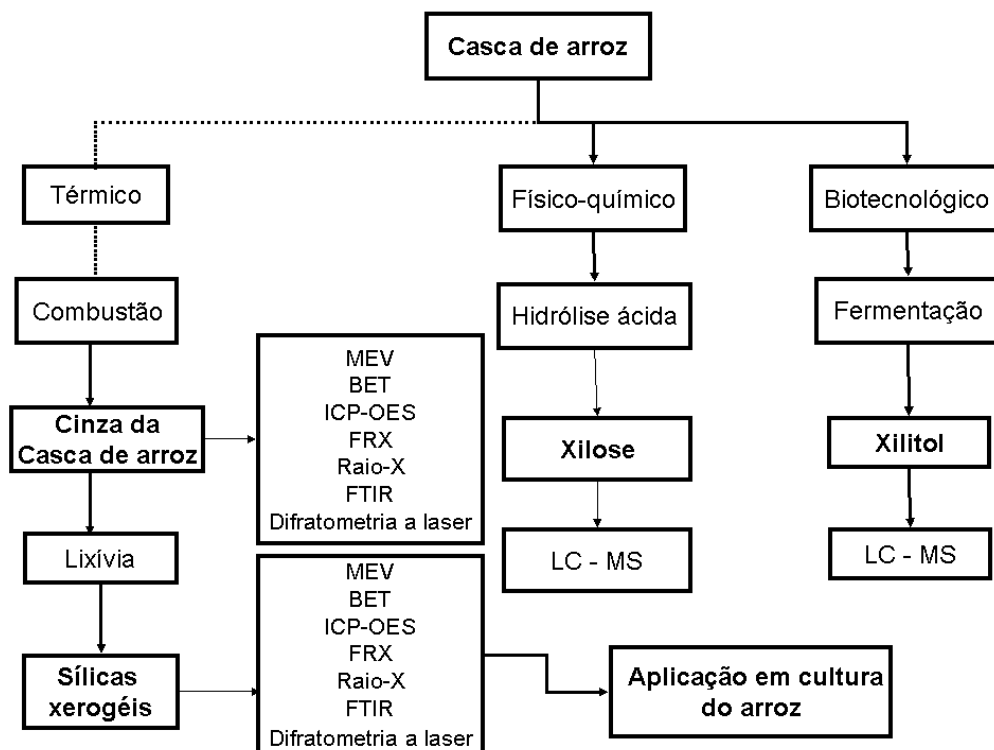 Casca de arroz
Térmico
Físico-químico
Biotecnológico
Combustão
Hidrólise ácida
Fermentação
MEV
BET
ICP-OES
FRX
Raio-X
FTIR
Difratometria a laser
Cinza da
Casca de arroz
Xilose
Xilitol
Lixívia
LC - MS
LC - MS
MEV
BET
ICP-OES
FRX
Raio-X
FTIR
Difratometria a laser
Sílicas
xerogéis
Aplicação em cultura
do arroz